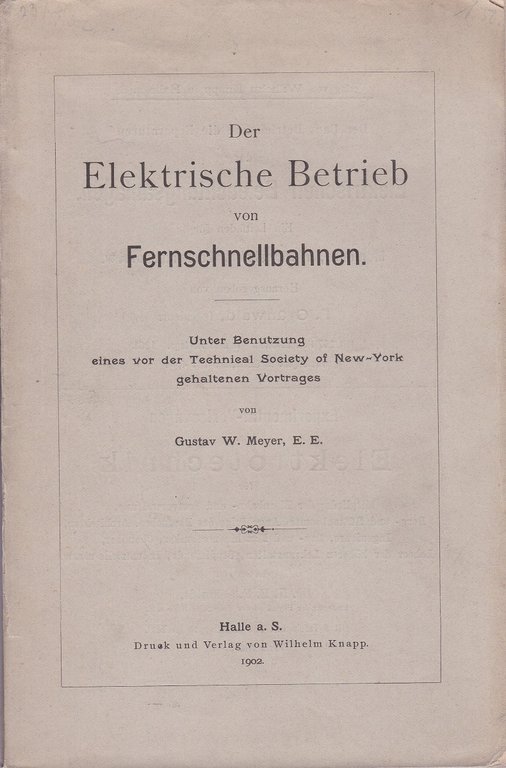 Der
Elektrische Betrieb
von
Fernschnellbahnen.
Unter Benutzung
eines vor der Technical Society of New-York
gehaltenen Vortrages
von
Gustav W. Meyer, E. E.
Halle a. S.
Druck und Verlag von Wilhelm Knapp.
1902.